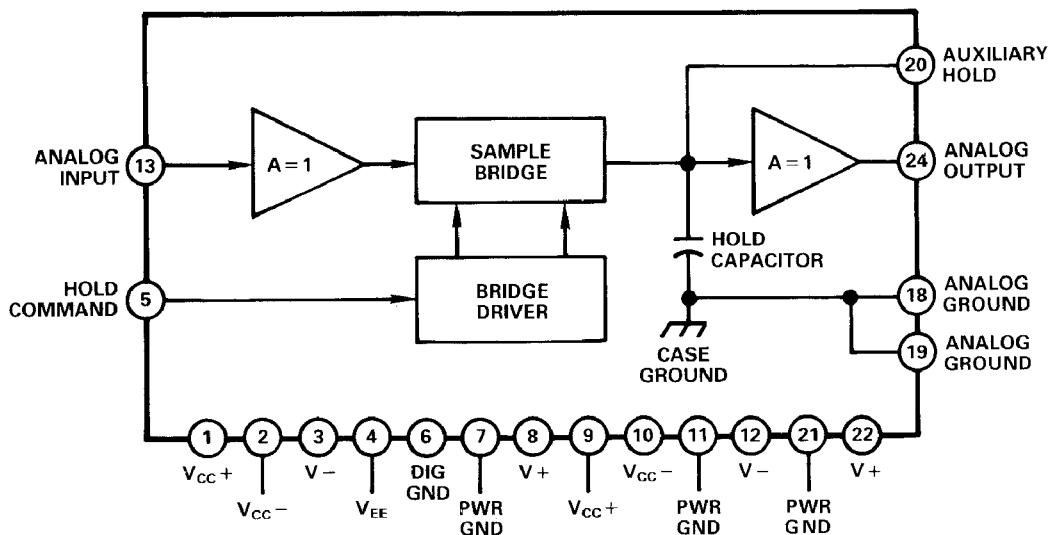 20
AUXILIARY
HOLD
ANALOG
INPUT
13
A = 1
SAMPLE
BRIDGE
A = 1
24
ANALOG
OUTPUT
HOLD
CAPACITOR
HOLD
COMMAND
5
BRIDGE
DRIVER
18
ANALOG
GROUND
CASE
GROUND
19
ANALOG
GROUND
1
2
3
4
6
7
8
9
10
11
12
21
22
VCC +
VCC –
V –
VEE
DIG
GND
PWR
GND
V +
VCC +
VCC –
PWR
GND
V –
PWR
GND
V +